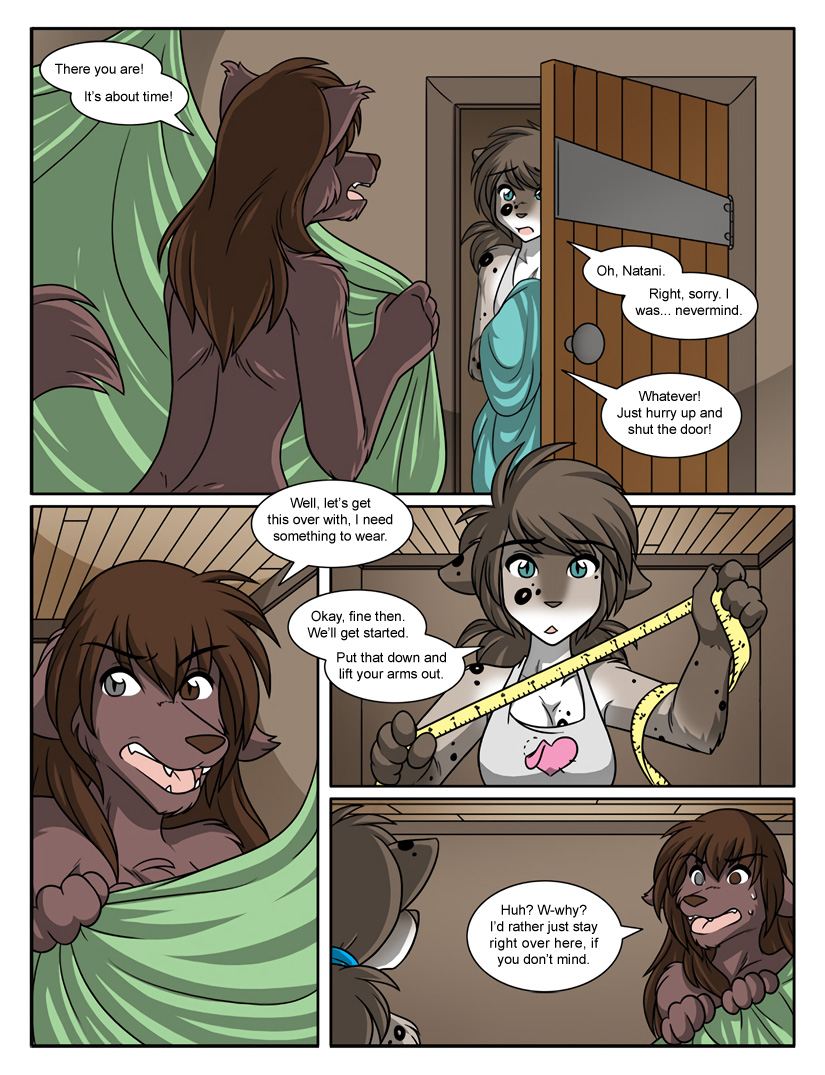 There you are!
It's about time!
Oh, Natani.
Right, sorry. I
was... nevermind.
Whatever!
Just hurry up and
shut the door!
Well, let's get
this over with, I need
something to wear.
Okay, fine then.
We'll get started.
Put that down and
lift your arms out.
Huh? W-why?
I'd rather just stay
right over here, if
you don't mind.